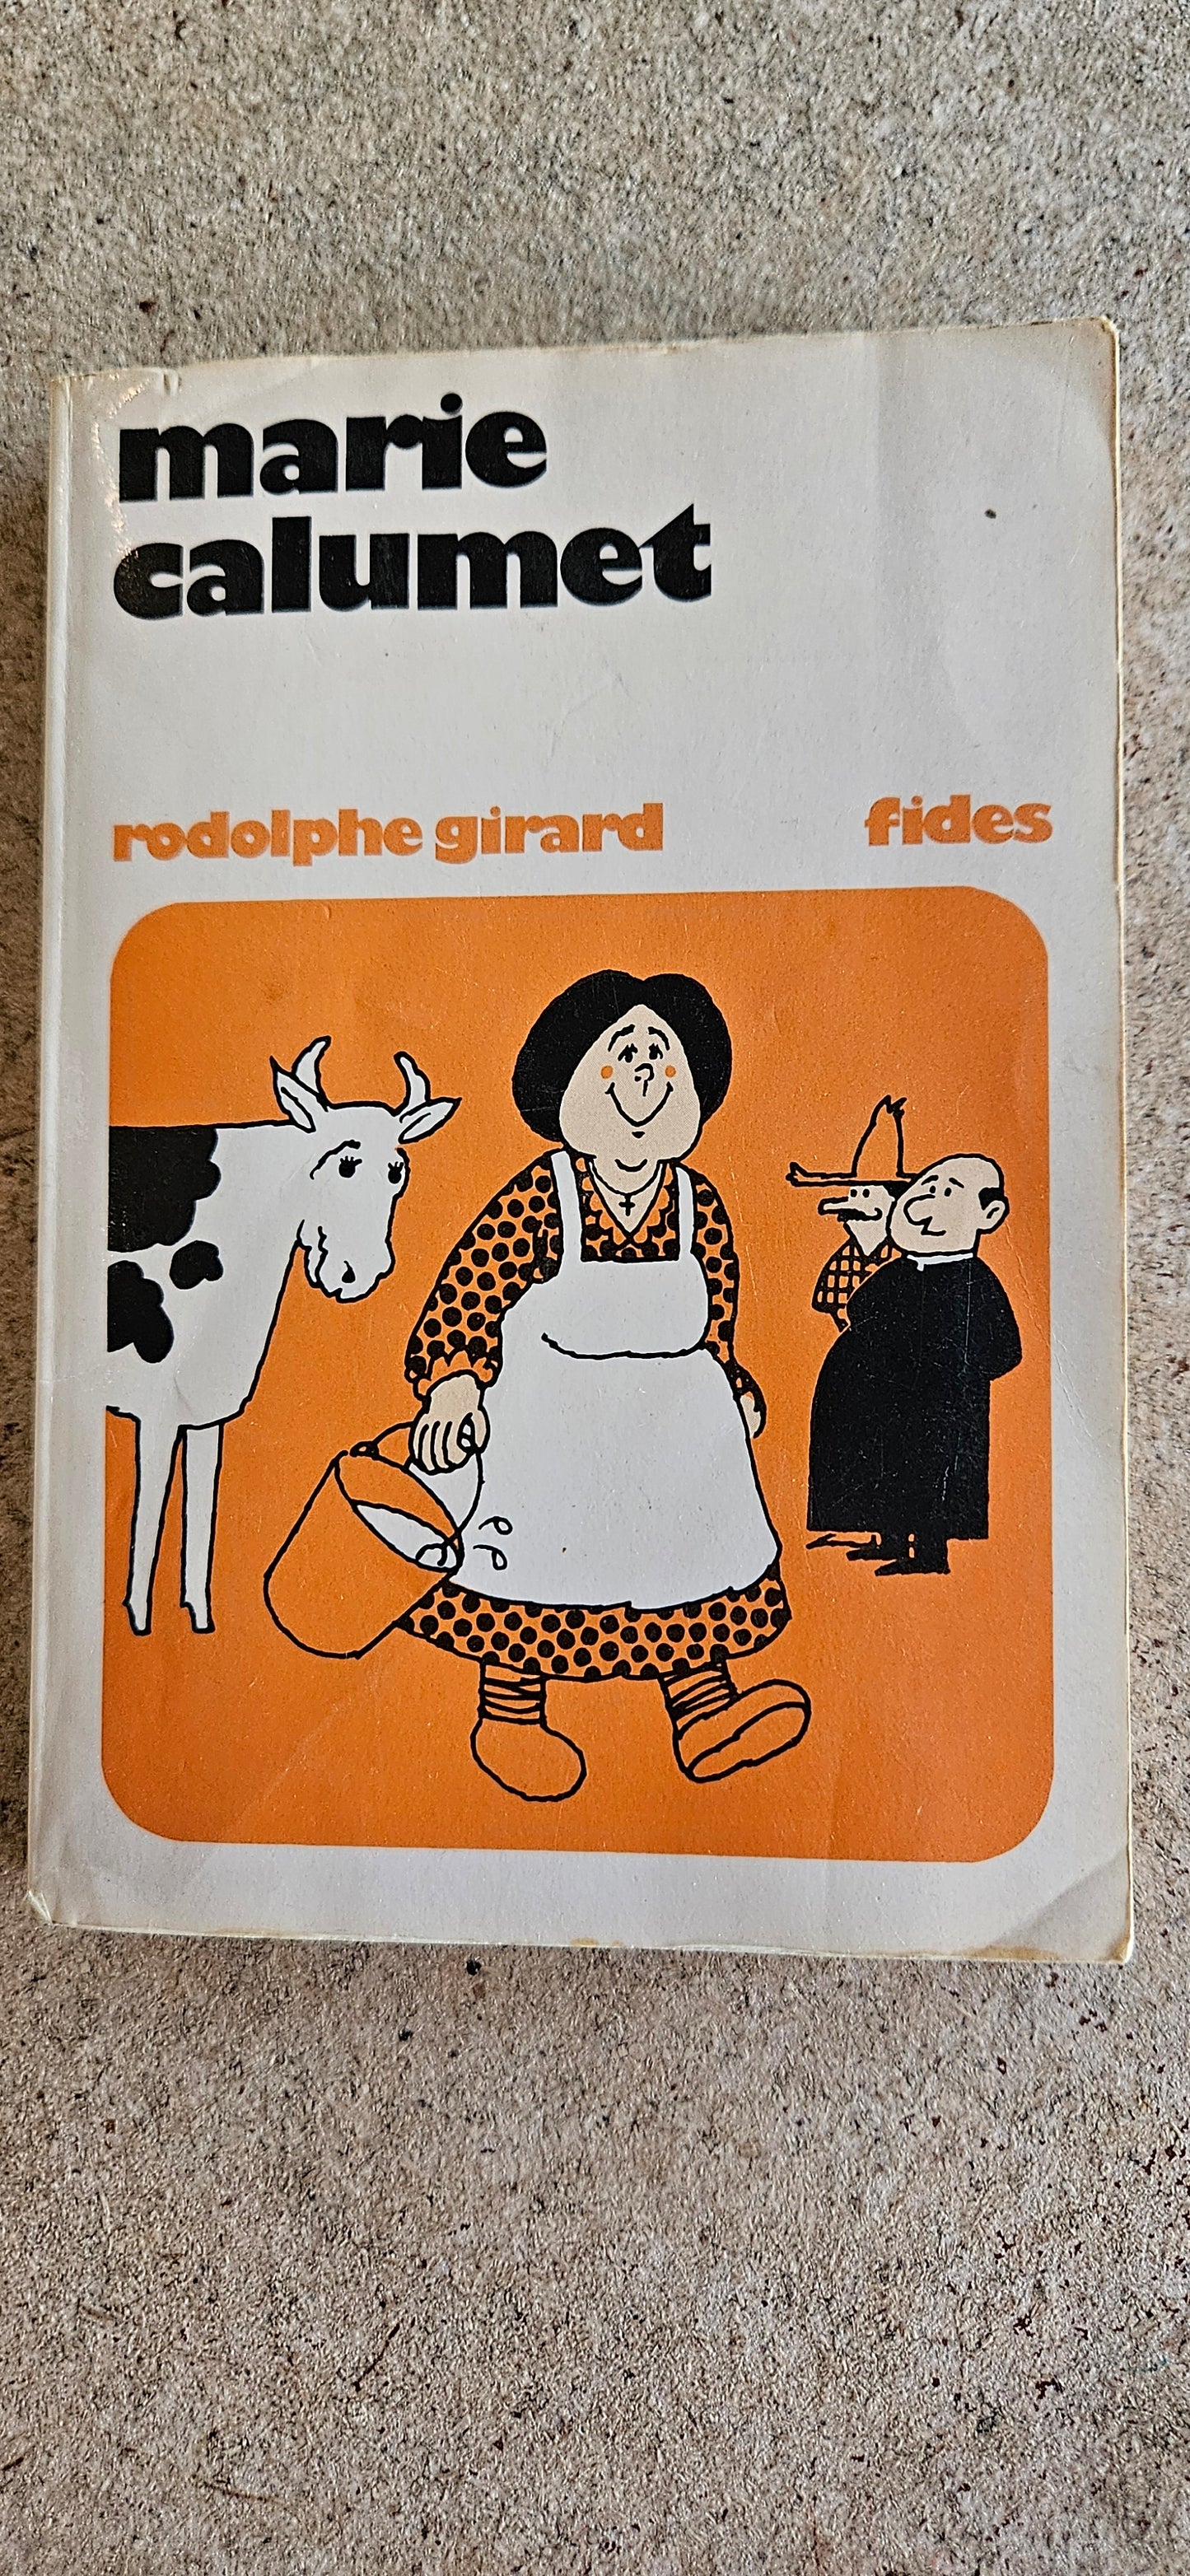 marie
calumet
rodolphe girard fides